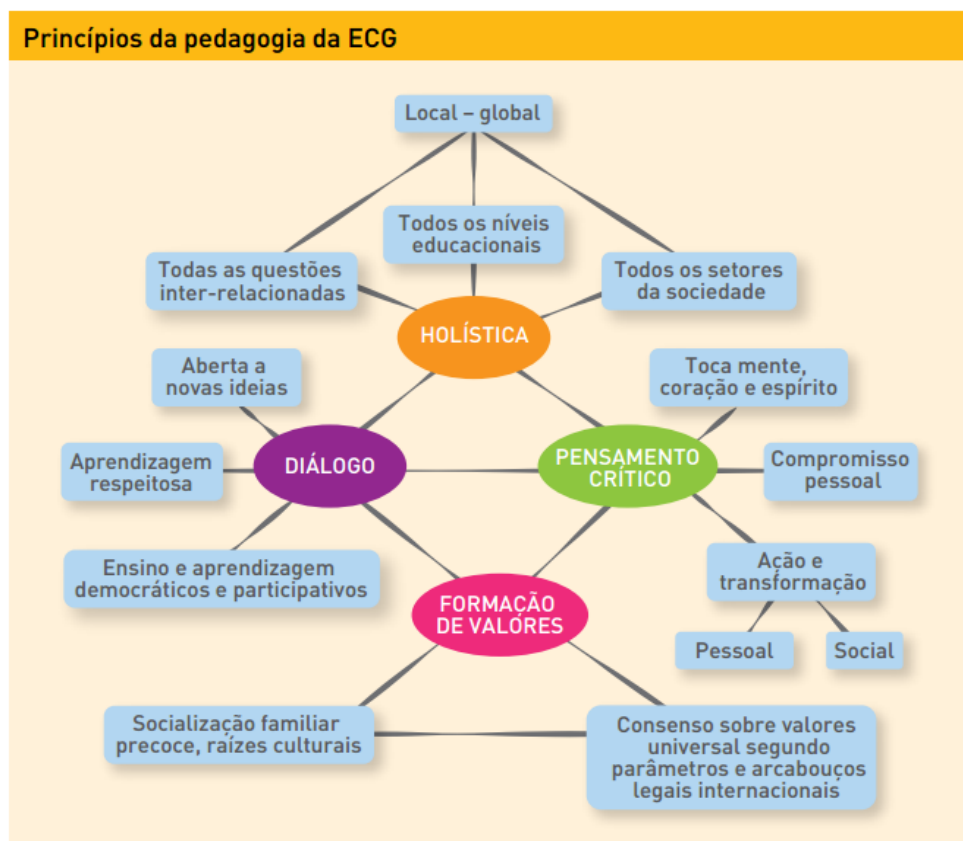 Princípios da pedagogia da ECG
Local – global
Todos os níveis
educacionais
Todas as questões
inter-relacionadas
Todos os setores
da sociedade
HOLÍSTICA
Aberta a
novas ideias
Toca mente,
coração e espírito
Aprendizagem
respeitosa
DIÁLOGO
PENSAMENTO
CRÍTICO
Compromisso
pessoal
Ensino e aprendizagem
democráticos e participativos
Ação e
transformação
FORMAÇÃO
DE VALORES
Pessoal
Social
Socialização familiar
precoce, raízes culturais
Consenso sobre valores
universal segundo
parâmetros e arcabouços
legais internacionais